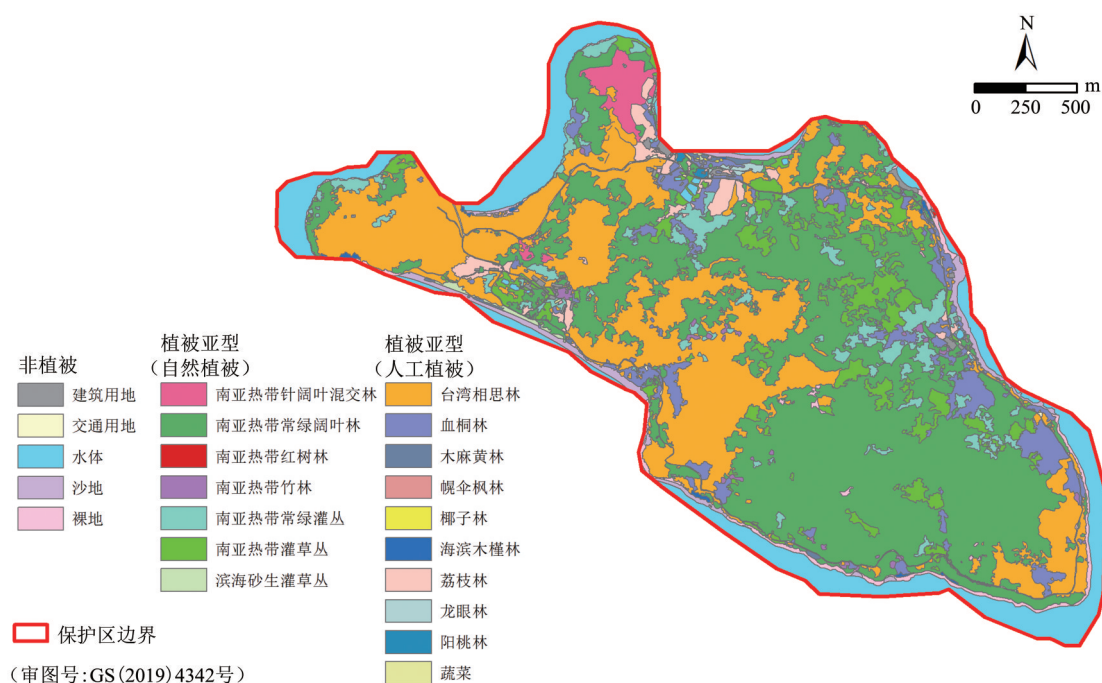 N
m
0 250 500
非植被
建筑用地
交通用地
水体
沙地
裸地
植被亚型
(自然植被)
南亚热带针阔叶混交林
南亚热带常绿阔叶林
南亚热带红树林
南亚热带竹林
南亚热带常绿灌丛
南亚热带灌草丛
滨海砂生灌草丛
植被亚型
(人工植被)
台湾相思林
血桐林
木麻黄林
幌伞枫林
椰子林
海滨木槿林
荔枝林
龙眼林
阳桃林
蔬菜
保护区边界
(审图号:GS(2019)4342号)